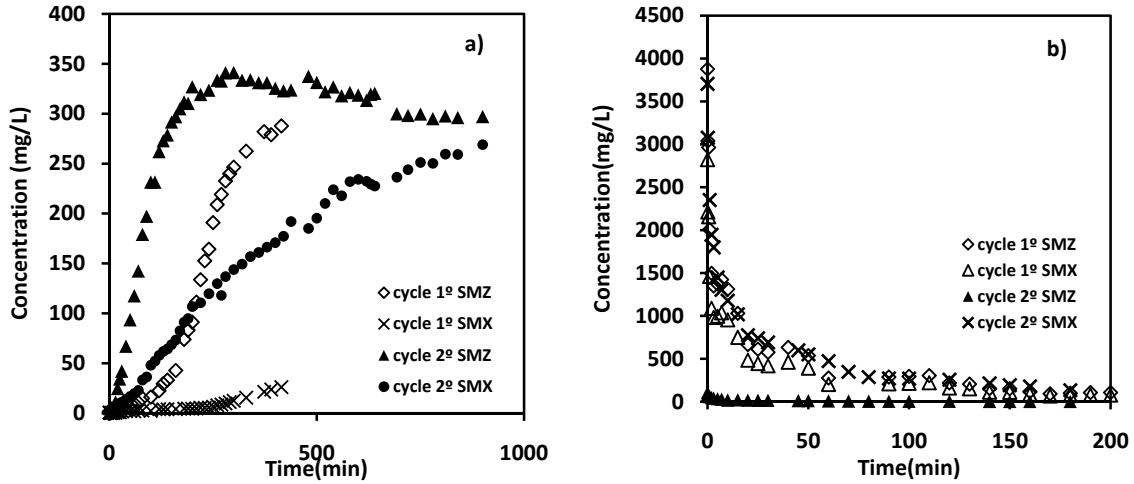 400
350
300
250
200
150
100
50
0
Concentration (mg/L)
a)
cycle 1º SMZ
cycle 1º SMX
cycle 2º SMZ
cycle 2º SMX
0
500
1000
Time(min)
4500
4000
3500
3000
2500
2000
1500
1000
500
0
Concentration(mg/L)
b)
cycle 1º SMZ
cycle 1º SMX
cycle 2º SMZ
cycle 2º SMX
0
50
100
150
200
Time(min)